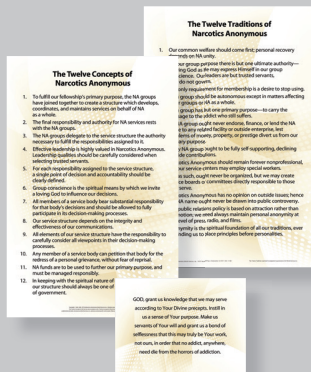 The Twelve Traditions of
Narcotics Anonymous
1. Our common welfare should come first; personal recovery
depends on NA unity.
our group purpose there is but one ultimate authority—
ing God as He may express Himself in our group
cience. Our leaders are but trusted servants,
do not govern.
only requirement for membership is a desire to stop using.
group should be autonomous except in matters affecting
groups or NA as a whole.
group has but one primary purpose—to carry the
age to the addict who still suffers.
group ought never endorse, finance, or lend the NA
to any related facility or outside enterprise, lest
lems of money, property, or prestige divert us from our
ary purpose
NA group ought to be fully self-supporting, declining
de contributions.
otics Anonymous should remain forever nonprofessional,
ur service centers may employ special workers.
s such, ought never be organized, but we may create
e boards or committees directly responsible to those
serve.
otics Anonymous has no opinion on outside issues; hence
A name ought never be drawn into public controversy.
public relations policy is based on attraction rather than
otion; we need always maintain personal anonymity at
evel of press, radio, and films.
nymity is the spiritual foundation of all our traditions, ever
nding us to place principles before personalities.
The Twelve Concepts of
Narcotics Anonymous
1. To fulfill our fellowship's primary purpose, the NA groups
have joined together to create a structure which develops,
coordinates, and maintains services on behalf of NA
as a whole.
2. The final responsibility and authority for NA services rests
with the NA groups.
3. The NA groups delegate to the service structure the authority
necessary to fulfill the responsibilities assigned to it.
4. Effective leadership is highly valued in Narcotics Anonymous.
Leadership qualities should be carefully considered when
selecting trusted servants.
5. For each responsibility assigned to the service structure,
a single point of decision and accountability should be
clearly defined.
6. Group conscience is the spiritual means by which we invite
a loving God to influence our decisions.
7. All members of a service body bear substantial responsibility
for that body's decisions and should be allowed to fully
participate in its decision-making processes.
8. Our service structure depends on the integrity and
effectiveness of our communications.
9. All elements of our service structure have the responsibility to
carefully consider all viewpoints in their decision-making
processes.
10. Any member of a service body can petition that body for the
redress of a personal grievance, without fear of reprisal.
11. NA funds are to be used to further our primary purpose, and
must be managed responsibly.
12. In keeping with the spiritual nature of
our structure should always be one of
of government.
GOD, grant us knowledge that we may serve
according to Your Divine precepts. Instill in
us a sense of Your purpose. Make us
servants of Your will and grant us a bond of
selflessness that this may truly be Your work,
not ours, in order that no addict, anywhere,
need die from the horrors of addiction.